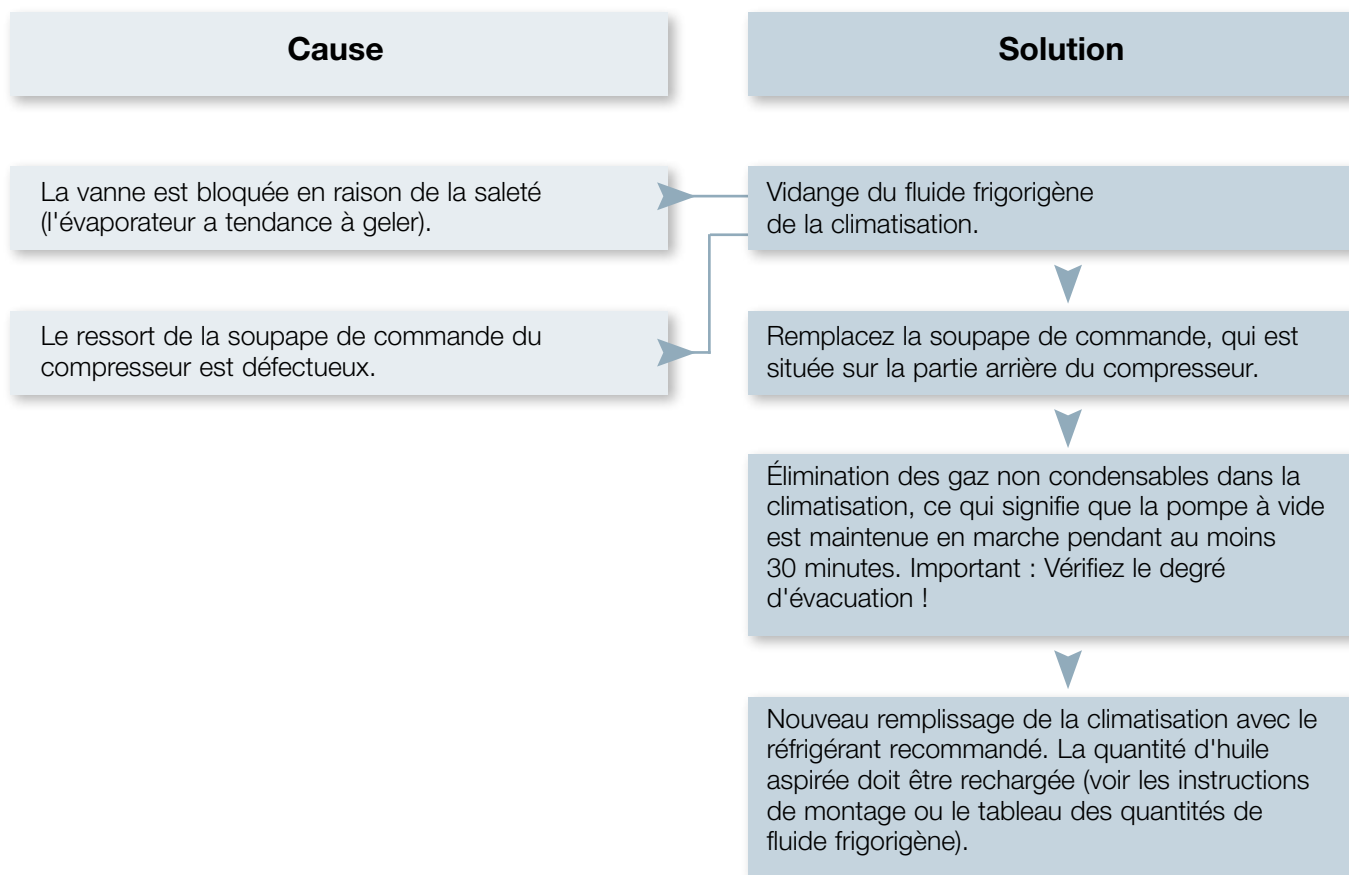 Cause
Solution
La vanne est bloquée en raison de la saleté
(l'évaporateur a tendance à geler).
Vidange du fluide frigorigène
de la climatisation.
Le ressort de la soupape de commande du
compresseur est défectueux.
Remplacez la soupape de commande, qui est
située sur la partie arrière du compresseur.
Élimination des gaz non condensables dans la
climatisation, ce qui signifie que la pompe à vide
est maintenue en marche pendant au moins
30 minutes. Important : Vérifiez le degré
d'évacuation !
Nouveau remplissage de la climatisation avec le
réfrigérant recommandé. La quantité d'huile
aspirée doit être rechargée (voir les instructions
de montage ou le tableau des quantités de
fluide frigorigène).